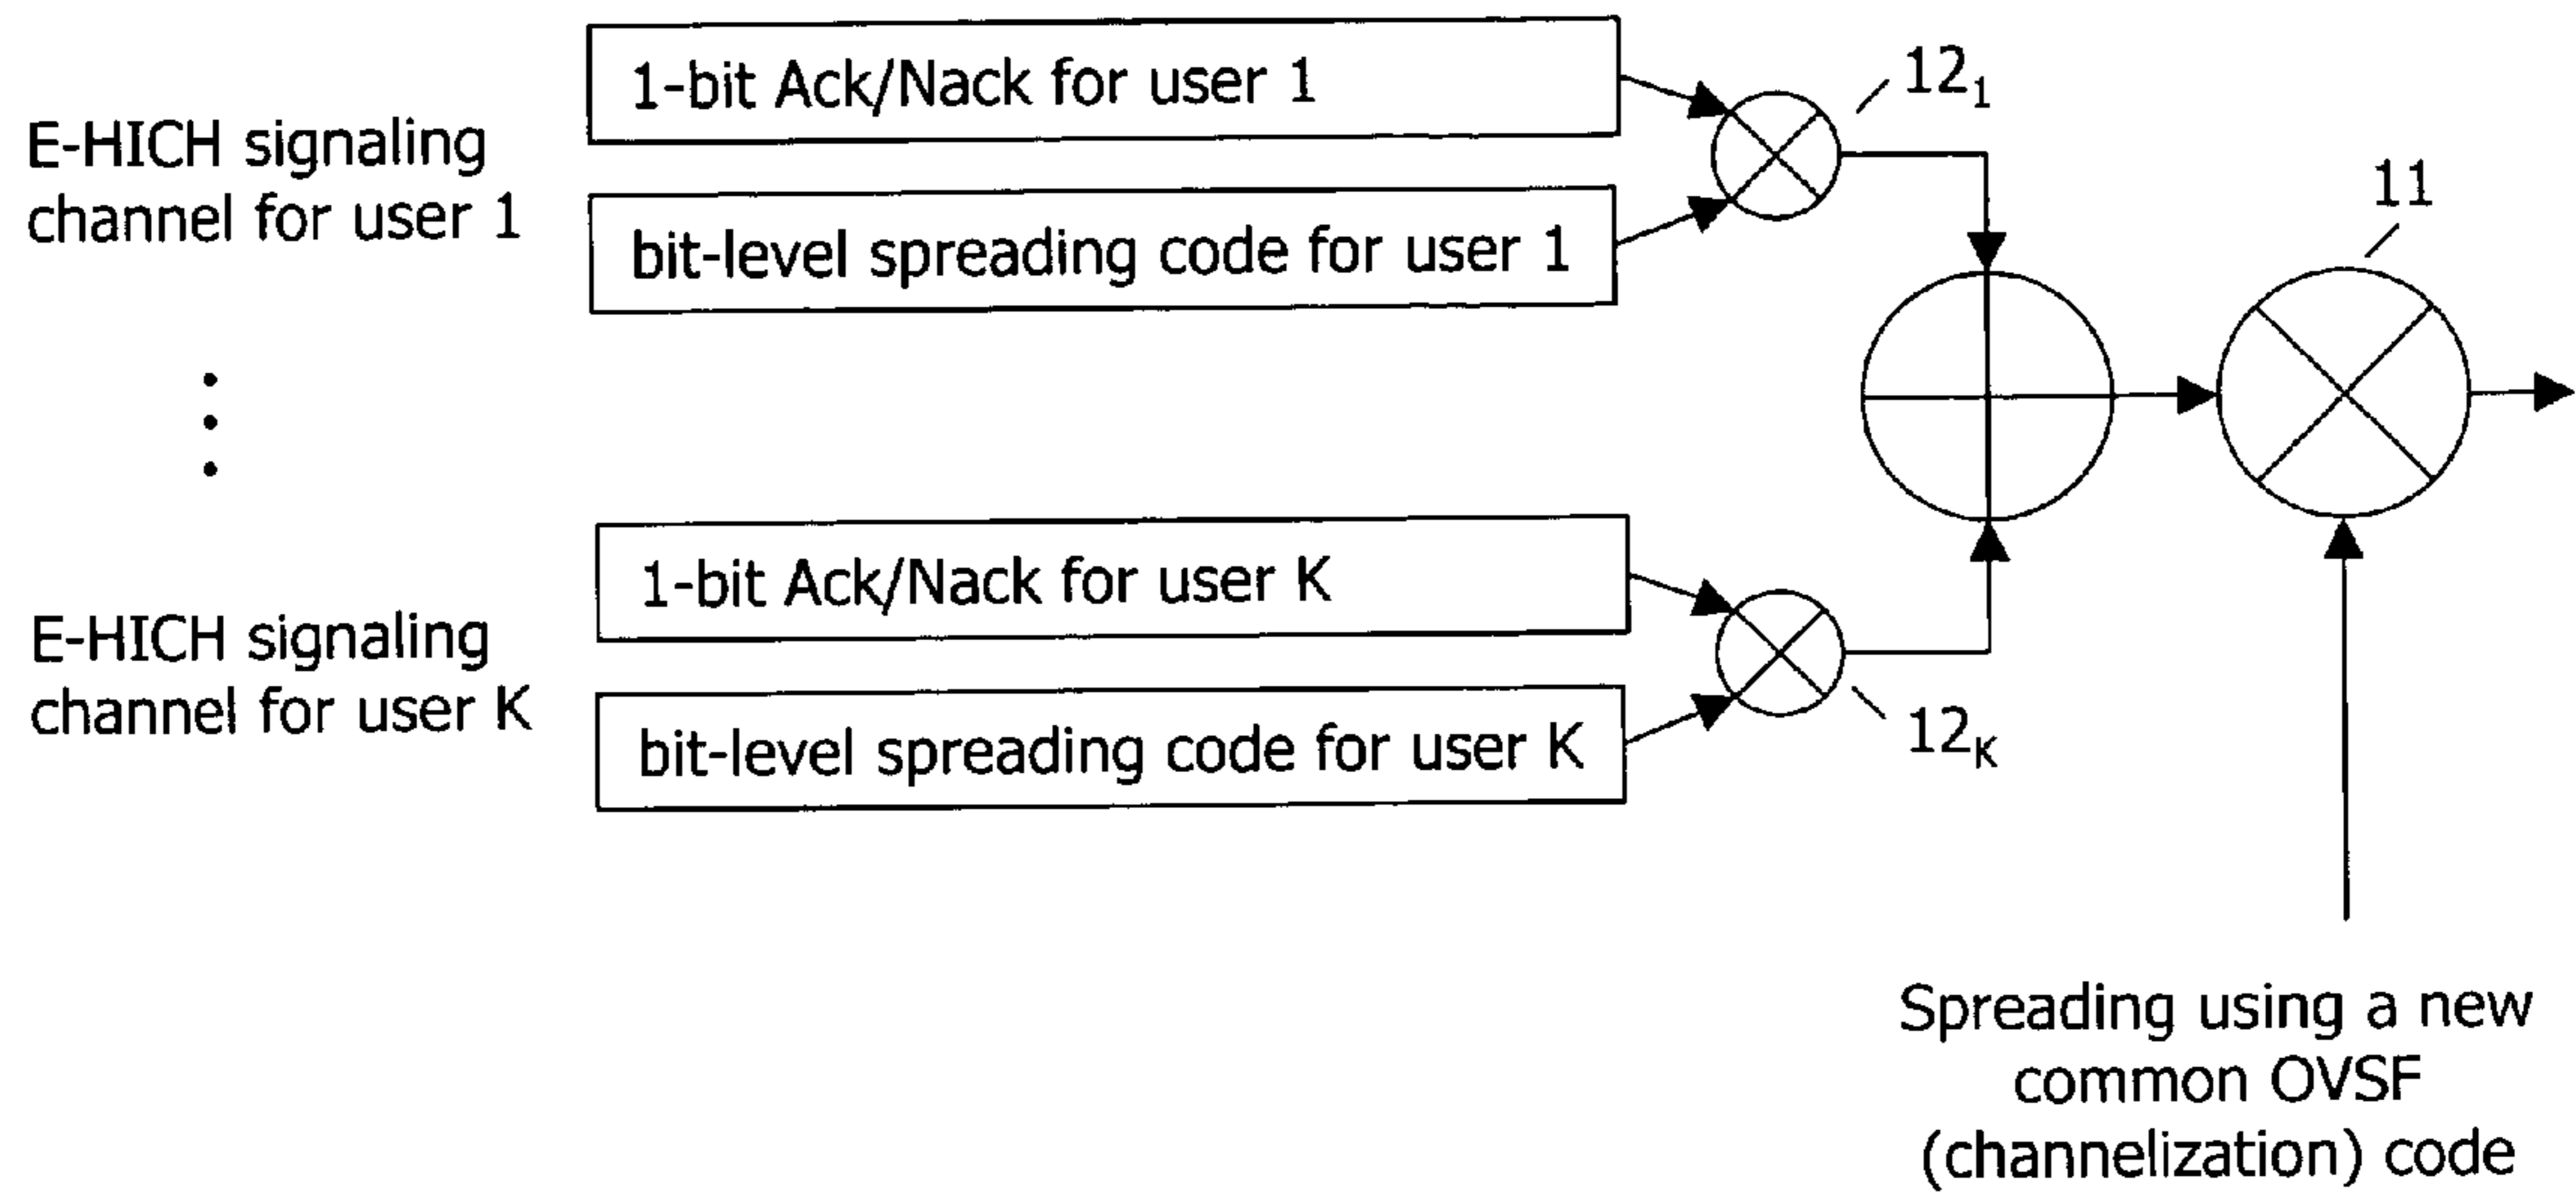 E-HICH signaling
channel for user 1
1-bit Ack/Nack for user 1
bit-level spreading code for user 1
12₁
11
E-HICH signaling
channel for user K
1-bit Ack/Nack for user K
bit-level spreading code for user K
12ₖ
Spreading using a new
common OVSF
(channelization) code